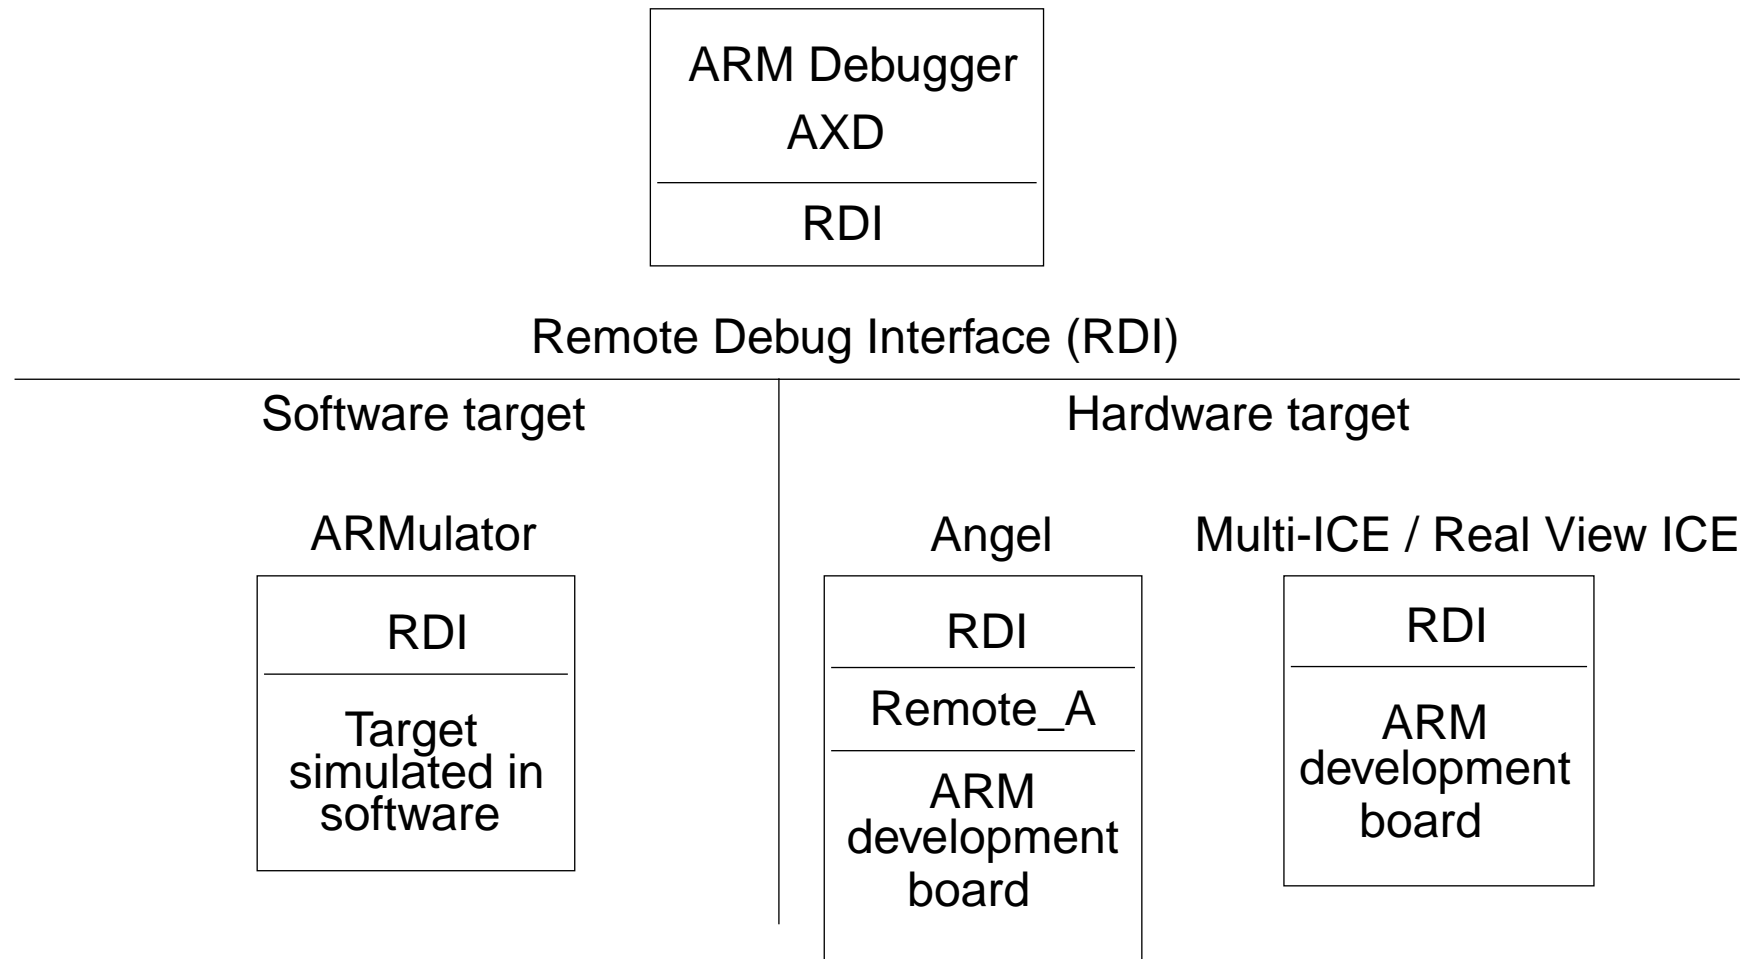 ARM Debugger
AXD
RDI
Remote Debug Interface (RDI)
Software target
Hardware target
ARMulator
RDI
Target
simulated in
software
Angel
RDI
Remote_A
ARM
development
board
Multi-ICE / Real View ICE
RDI
ARM
development
board